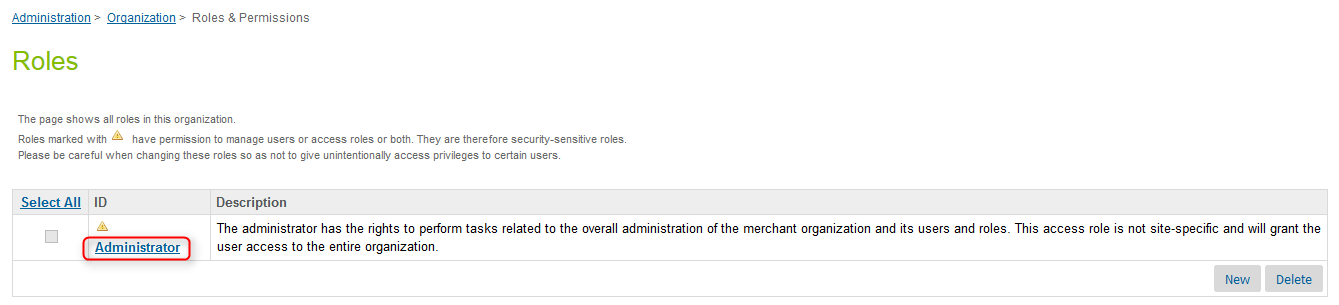 Administration > Organization > Roles & Permissions
Roles
The page shows all roles in this organization.
Roles marked with have permission to manage users or access roles or both. They are therefore security-sensitive roles.
Please be careful when changing these roles so as not to give unintentionally access privileges to certain users.
Select All ID Description
The administrator has the rights to perform tasks related to the overall administration of the merchant organization and its users and roles. This access role is not site-specific and will grant the
Administrator user access to the entire organization.
New Delete